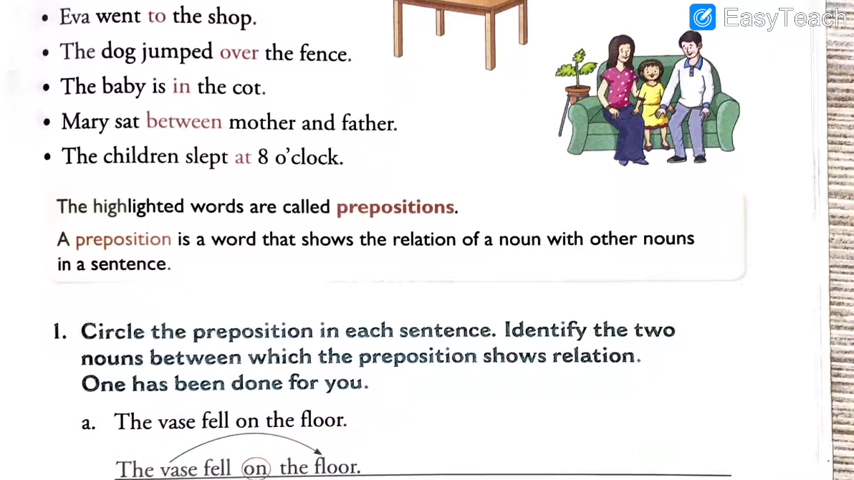 EasyTeach
• Eva went to the shop.
• The dog jumped over the fence.
• The baby is in the cot.
• Mary sat between mother and father.
• The children slept at 8 o'clock.
The highlighted words are called prepositions.
A preposition is a word that shows the relation of a noun with other nouns
in a sentence.
1. Circle the preposition in each sentence. Identify the two
nouns between which the preposition shows relation.
One has been done for you.
a. The vase fell on the floor.
The vase fell on the floor.